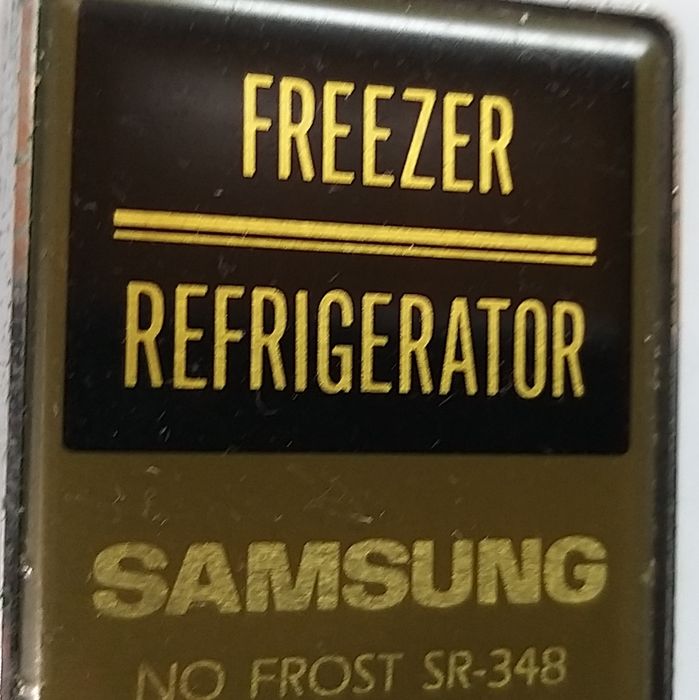 FREEZER
REFRIGERATOR
SAMSUNG
NO FROST SR-348